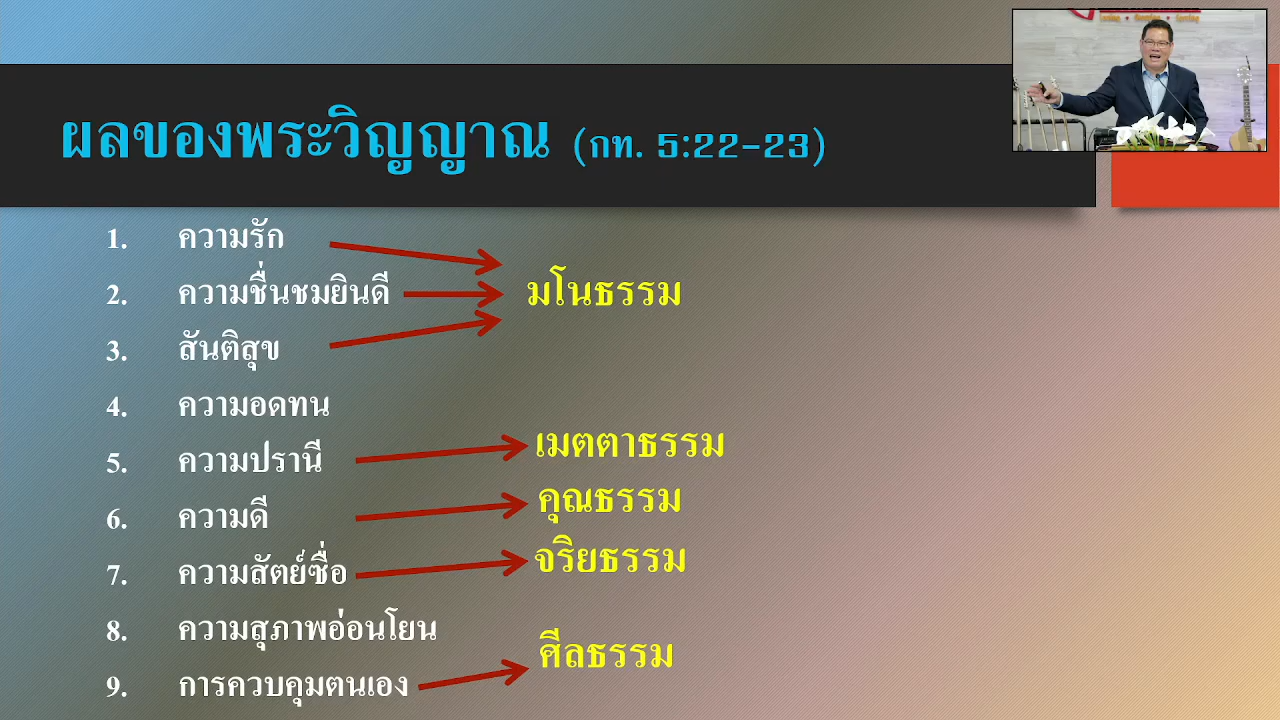 ผลของพระวิญญาณ (กท. 5:22-23)
1. ความรัก
2. ความชื่นชมยินดี
3. สันติสุข
มโนธรรม
4. ความอดทน
5. ความปรานี
เมตตาธรรม
6. ความดี
คุณธรรม
7. ความสัตย์ซื่อ
จริยธรรม
8. ความสุภาพอ่อนโยน
9. การควบคุมตนเอง
ศีลธรรม